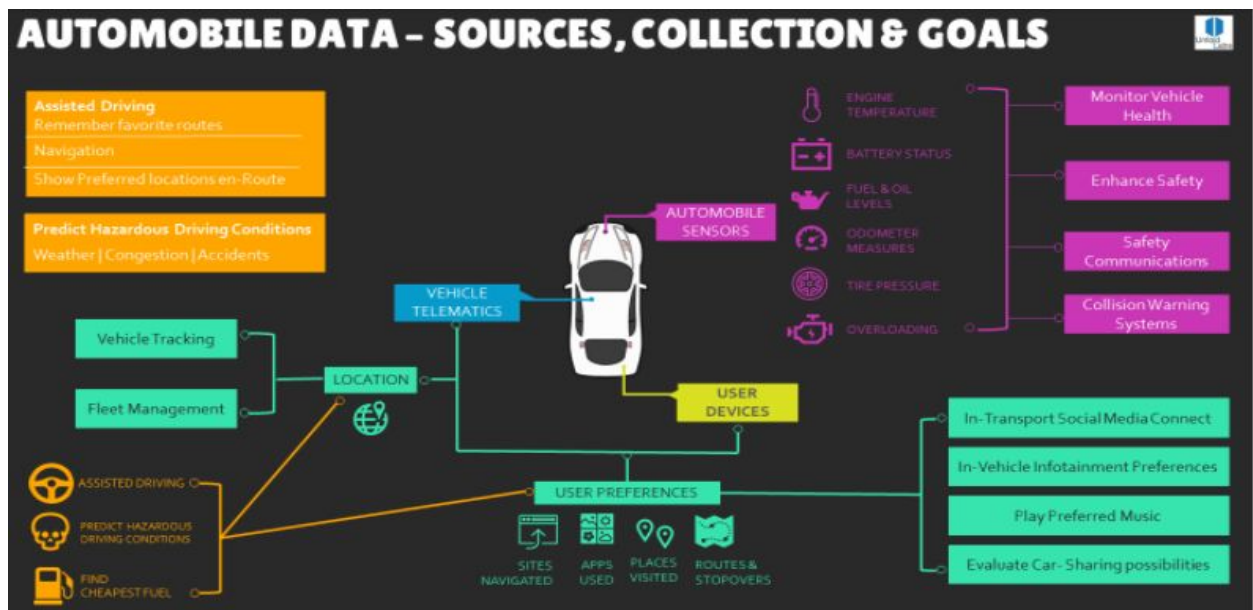 AUTOMOBILE DATA – SOURCES, COLLECTION & GOALS
Assisted Driving
Remember favorite routes
Navigation
Show Preferred locations en-Route
Predict Hazardous Driving Conditions
Weather | Congestion | Accidents
VEHICLE
TELEMATICS
AUTOMOBILE
SENSORS
USER
DEVICES
ENGINE
TEMPERATURE
BATTERY STATUS
FUEL & OIL
LEVELS
ODOMETER
MEASURES
TIRE PRESSURE
OVERLOADING
Monitor Vehicle
Health
Enhance Safety
Safety
Communications
Collision Warning
Systems
Vehicle Tracking
Fleet Management
LOCATION
ASSISTED DRIVING
PREDICT HAZARDOUS
DRIVING CONDITIONS
FIND
CHEAPEST FUEL
USER PREFERENCES
SITES
NAVIGATED
APPS
USED
PLACES
VISITED
ROUTES &
STOPOVERS
In-Transport Social Media Connect
In-Vehicle Infotainment Preferences
Play Preferred Music
Evaluate Car- Sharing possibilities